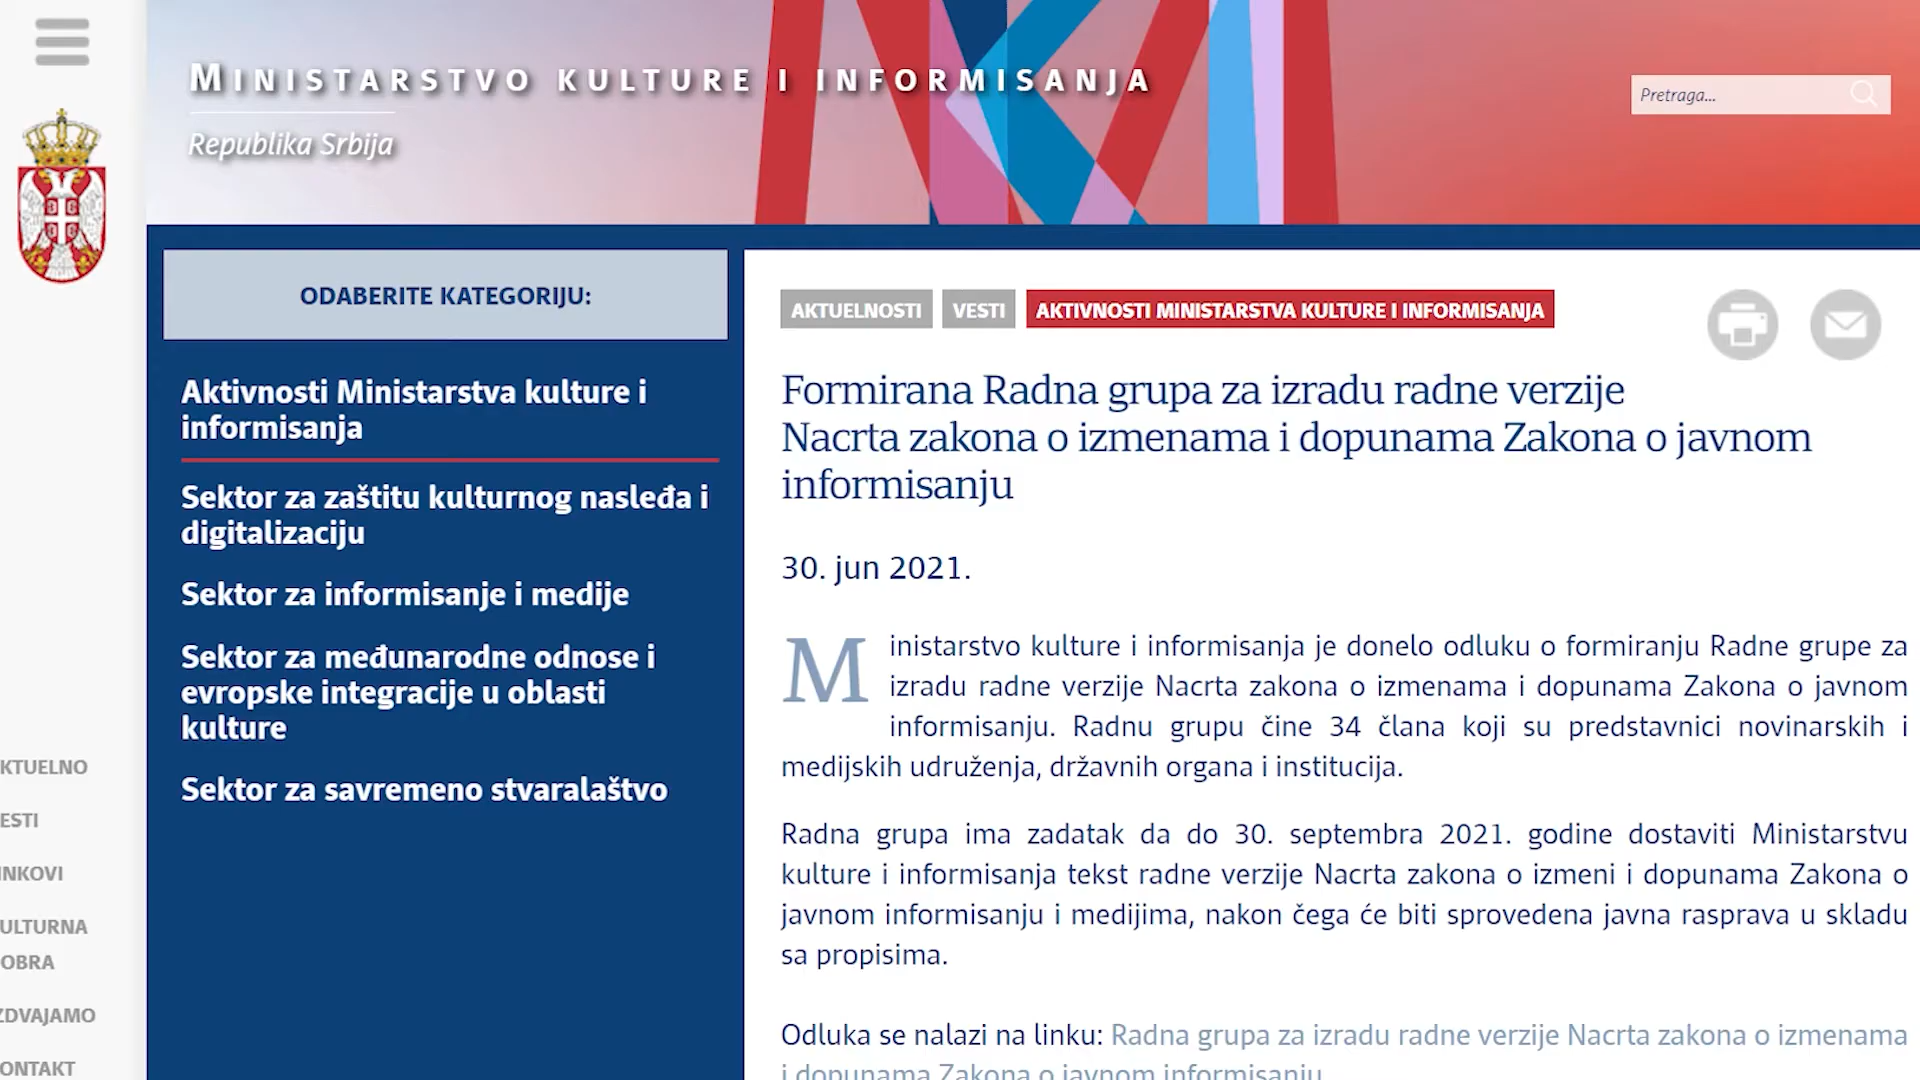 MINISTARSTVO KULTURE I INFORMISANJA
Republika Srbija
Pretraga...
ODABERITE KATEGORIJU:
Aktivnosti Ministarstva kulture i
informisanja
Sektor za zaštitu kulturnog nasleđa i
digitalizaciju
Sektor za informisanje i medije
Sektor za međunarodne odnose i
evropske integracije u oblasti
kulture
Sektor za savremeno stvaralaštvo
KTUELNO
ESTI
INKOVI
ULTURNA
OBRA
ZDVAJAMO
ONTAKT
AKTUELNOSTI VESTI AKTIVNOSTI MINISTARSTVA KULTURE I INFORMISANJA
Formirana Radna grupa za izradu radne verzije
Nacrta zakona o izmenama i dopunama Zakona o javnom
informisanju
30. jun 2021.
Ministarstvo kulture i informisanja je donelo odluku o formiranju Radne grupe za
izradu radne verzije Nacrta zakona o izmenama i dopunama Zakona o javnom
informisanju. Radnu grupu čine 34 člana koji su predstavnici novinarskih i
medijskih udruženja, državnih organa i institucija.
Radna grupa ima zadatak da do 30. septembra 2021. godine dostaviti Ministarstvu
kulture i informisanja tekst radne verzije Nacrta zakona o izmeni i dopunama Zakona o
javnom informisanju i medijima, nakon čega će biti sprovedena javna rasprava u skladu
sa propisima.
Odluka se nalazi na linku: Radna grupa za izradu radne verzije Nacrta zakona o izmenama
i dopunama Zakona o javnom informisanju